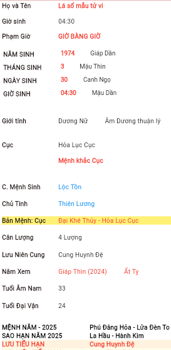 Họ và Tên Lá số mẫu tử vi
Giờ sinh 04:30
Phạm Giờ GIỜ BÀNG GIỜ
NĂM SINH 1974 Giáp Dần
THÁNG SINH 3 Mậu Thìn
NGÀY SINH 30 Canh Ngọ
GIỜ SINH 04:30 Mậu Dần
Giới tính Dương Nữ Âm Dương thuận lý
Cục Hỏa Lục Cục
Mệnh khắc Cục
C. Mệnh Sinh Lộc Tồn
Chủ Tinh Thiên Lương
Bản Mệnh: Cục Đại Khê Thủy - Hỏa Lục Cục
Cân Lượng 4 Lượng
Lưu Niên Cung Cung Huynh Đệ
Năm Xem Giáp Thìn (2024) Ất Tỵ
Tuổi Âm Nam 33
Tuổi Đại Vận 24
MỆNH NĂM - 2025 Phú Đăng Hỏa - Lửa Đèn To
SAO HẠN NĂM 2025 La Hầu - Hành Kim
LƯU TIỂU HẠN Cung Huynh Đệ